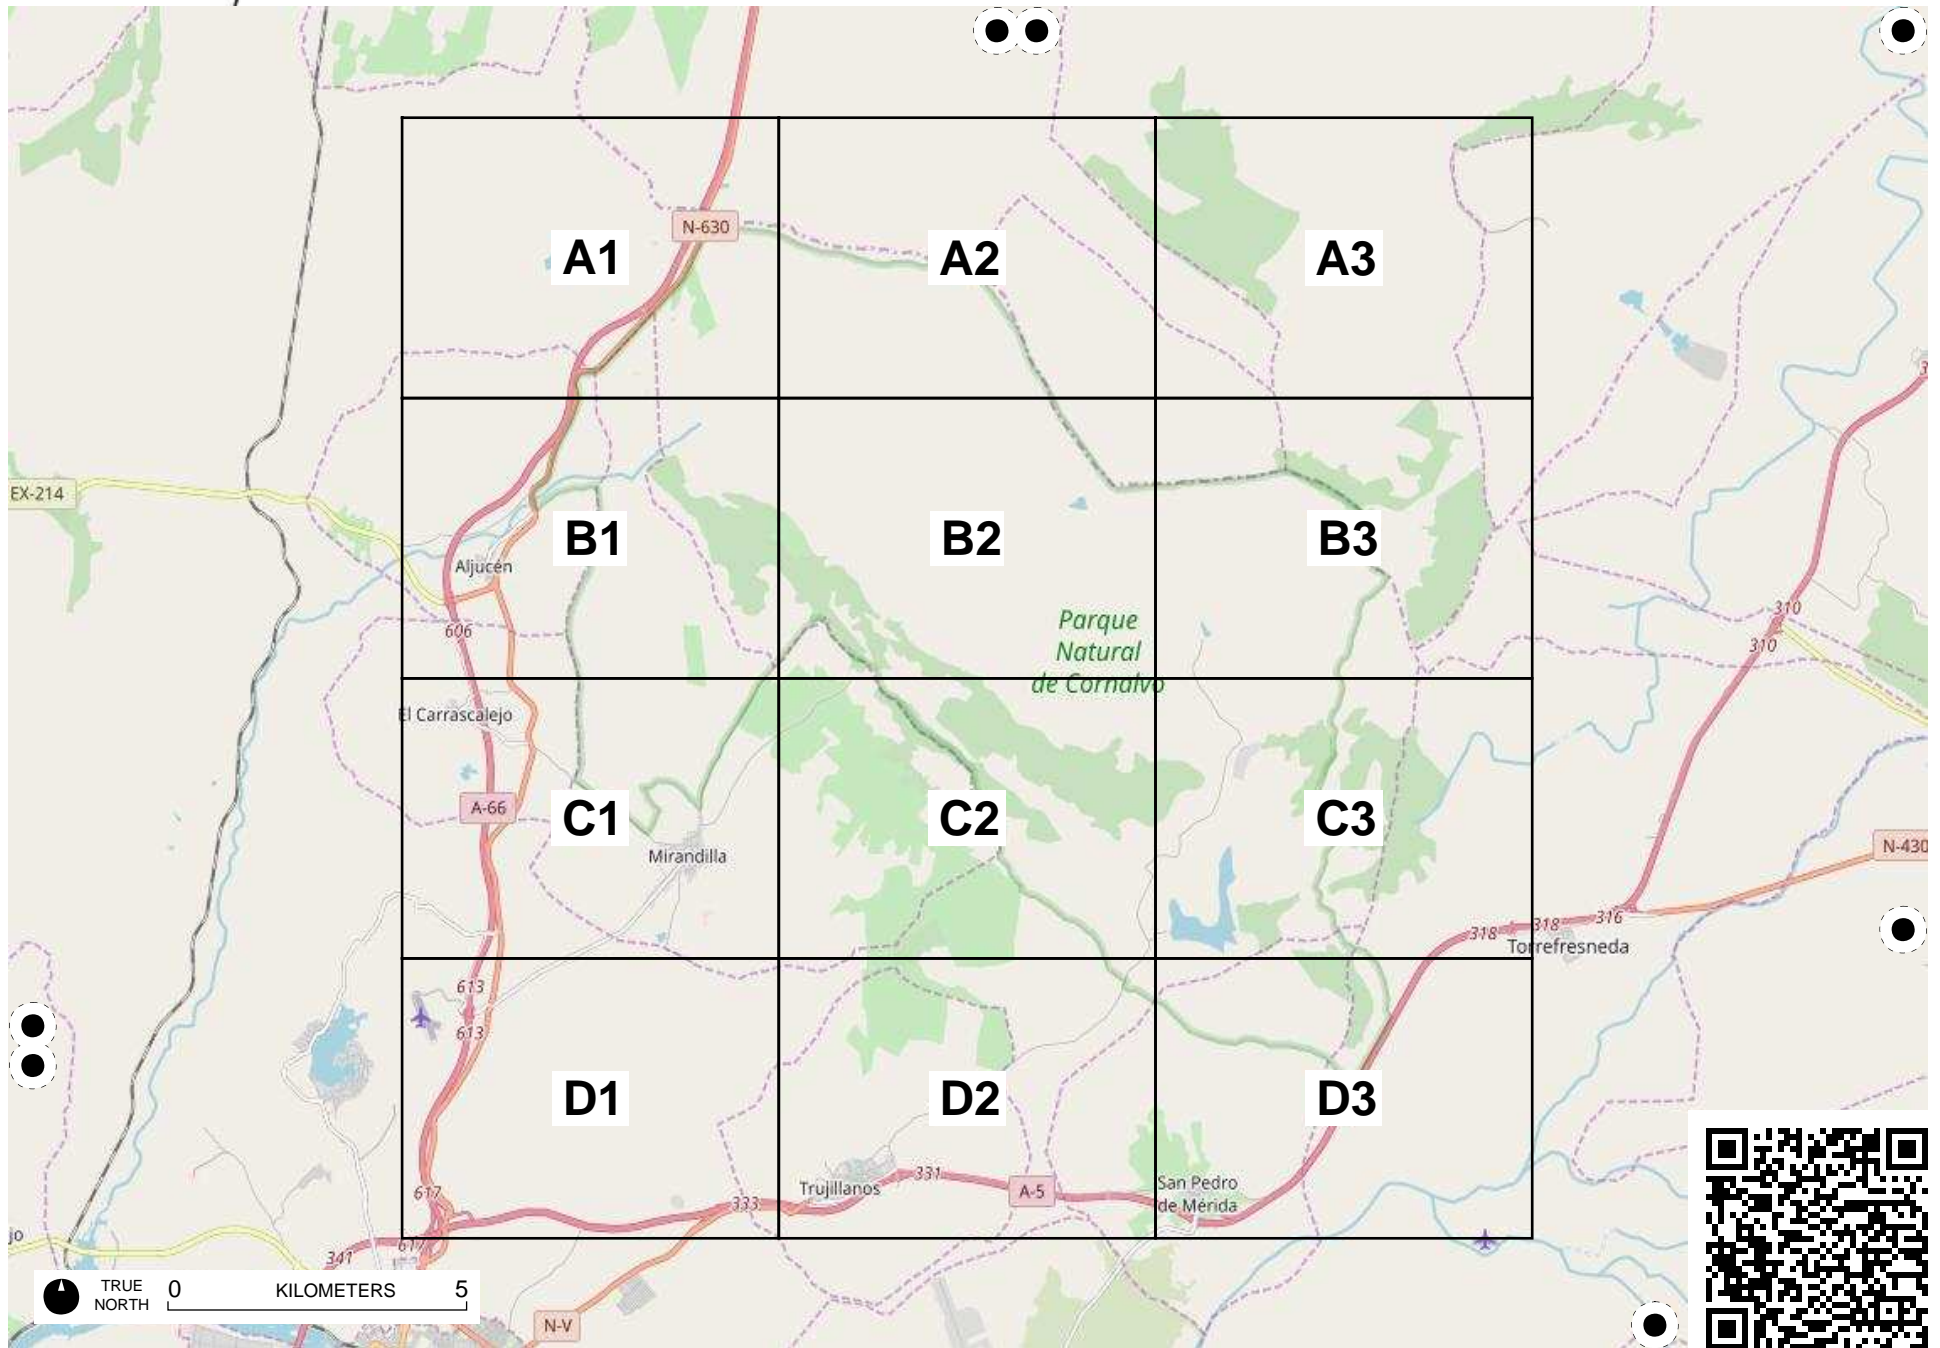 N-630
A1
A2
A3
EX-214
B1
B2
B3
Aljucén
606
Parque
Natural
de Cornalvo
310
310
El Carrascalejo
A-66
C1
C2
C3
Mirandilla
N-430
318
318
316
Torrefresneda
613
613
D1
D2
D3
617
333
Trujillanos
331
A-5
San Pedro
de Mérida
jo
341
617
TRUE
NORTH
0
KILOMETERS
5
N-V